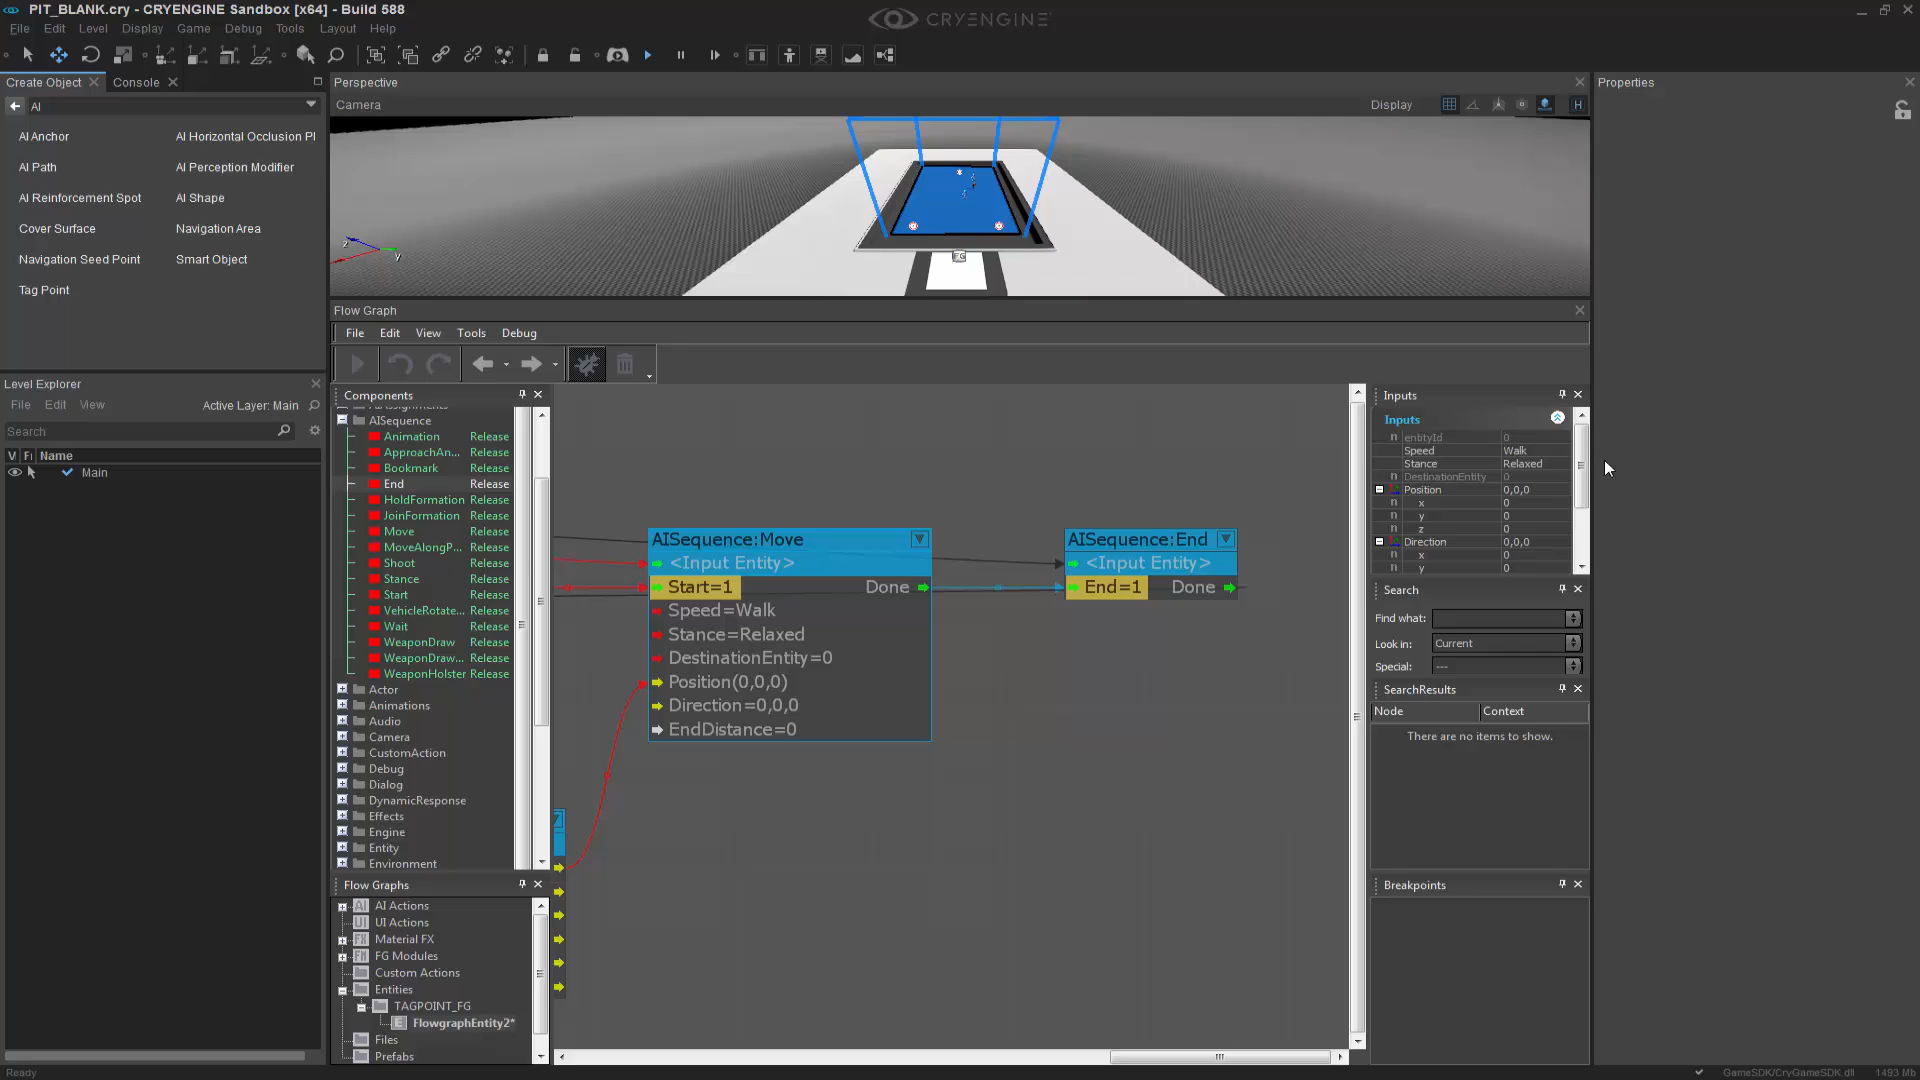 PIT_BLANK.cry - CRYENGINE Sandbox [x64] - Build 588
CRYENGINE
File Edit Level Display Game Debug Tools Layout Help
Create Object Console
AI
AI Anchor AI Horizontal Occlusion Pl
AI Path AI Perception Modifier
AI Reinforcement Spot AI Shape
Cover Surface Navigation Area
Navigation Seed Point Smart Object
Tag Point
Level Explorer
File Edit View Active Layer: Main
Search
V Fi Name
Main
Perspective
Camera Display
H
z
y
FG
Flow Graph
File Edit View Tools Debug
Components
AIAssignments
AISequence
Animation Release
ApproachAn... Release
Bookmark Release
End Release
HoldFormation Release
JoinFormation Release
Move Release
MoveAlongP... Release
Shoot Release
Stance Release
Start Release
VehicleRotate... Release
Wait Release
WeaponDraw Release
WeaponDraw... Release
WeaponHolster Release
Actor
Animations
Audio
Camera
CustomAction
Debug
Dialog
DynamicResponse
Effects
Engine
Entity
Environment
Flow Graphs
AI AI Actions
UI UI Actions
FX Material FX
FM FG Modules
Custom Actions
Entities
TAGPOINT_FG
E FlowgraphEntity2*
Files
Prefabs
AISequence:Move
<Input Entity>
Start=1 Done
Speed=Walk
Stance=Relaxed
DestinationEntity=0
Position(0,0,0)
Direction=0,0,0
EndDistance=0
AISequence:End
<Input Entity>
End=1 Done
Inputs
Inputs
n entityId 0
Speed Walk
Stance Relaxed
n DestinationEntity 0
Position 0,0,0
n x 0
n y 0
n z 0
Direction 0,0,0
n x 0
n y 0
Search
Find what:
Look in: Current
Special: ---
SearchResults
Node Context
There are no items to show.
Breakpoints
Properties
Ready
GameSDK/CryGameSDK.dll 1493 Mb